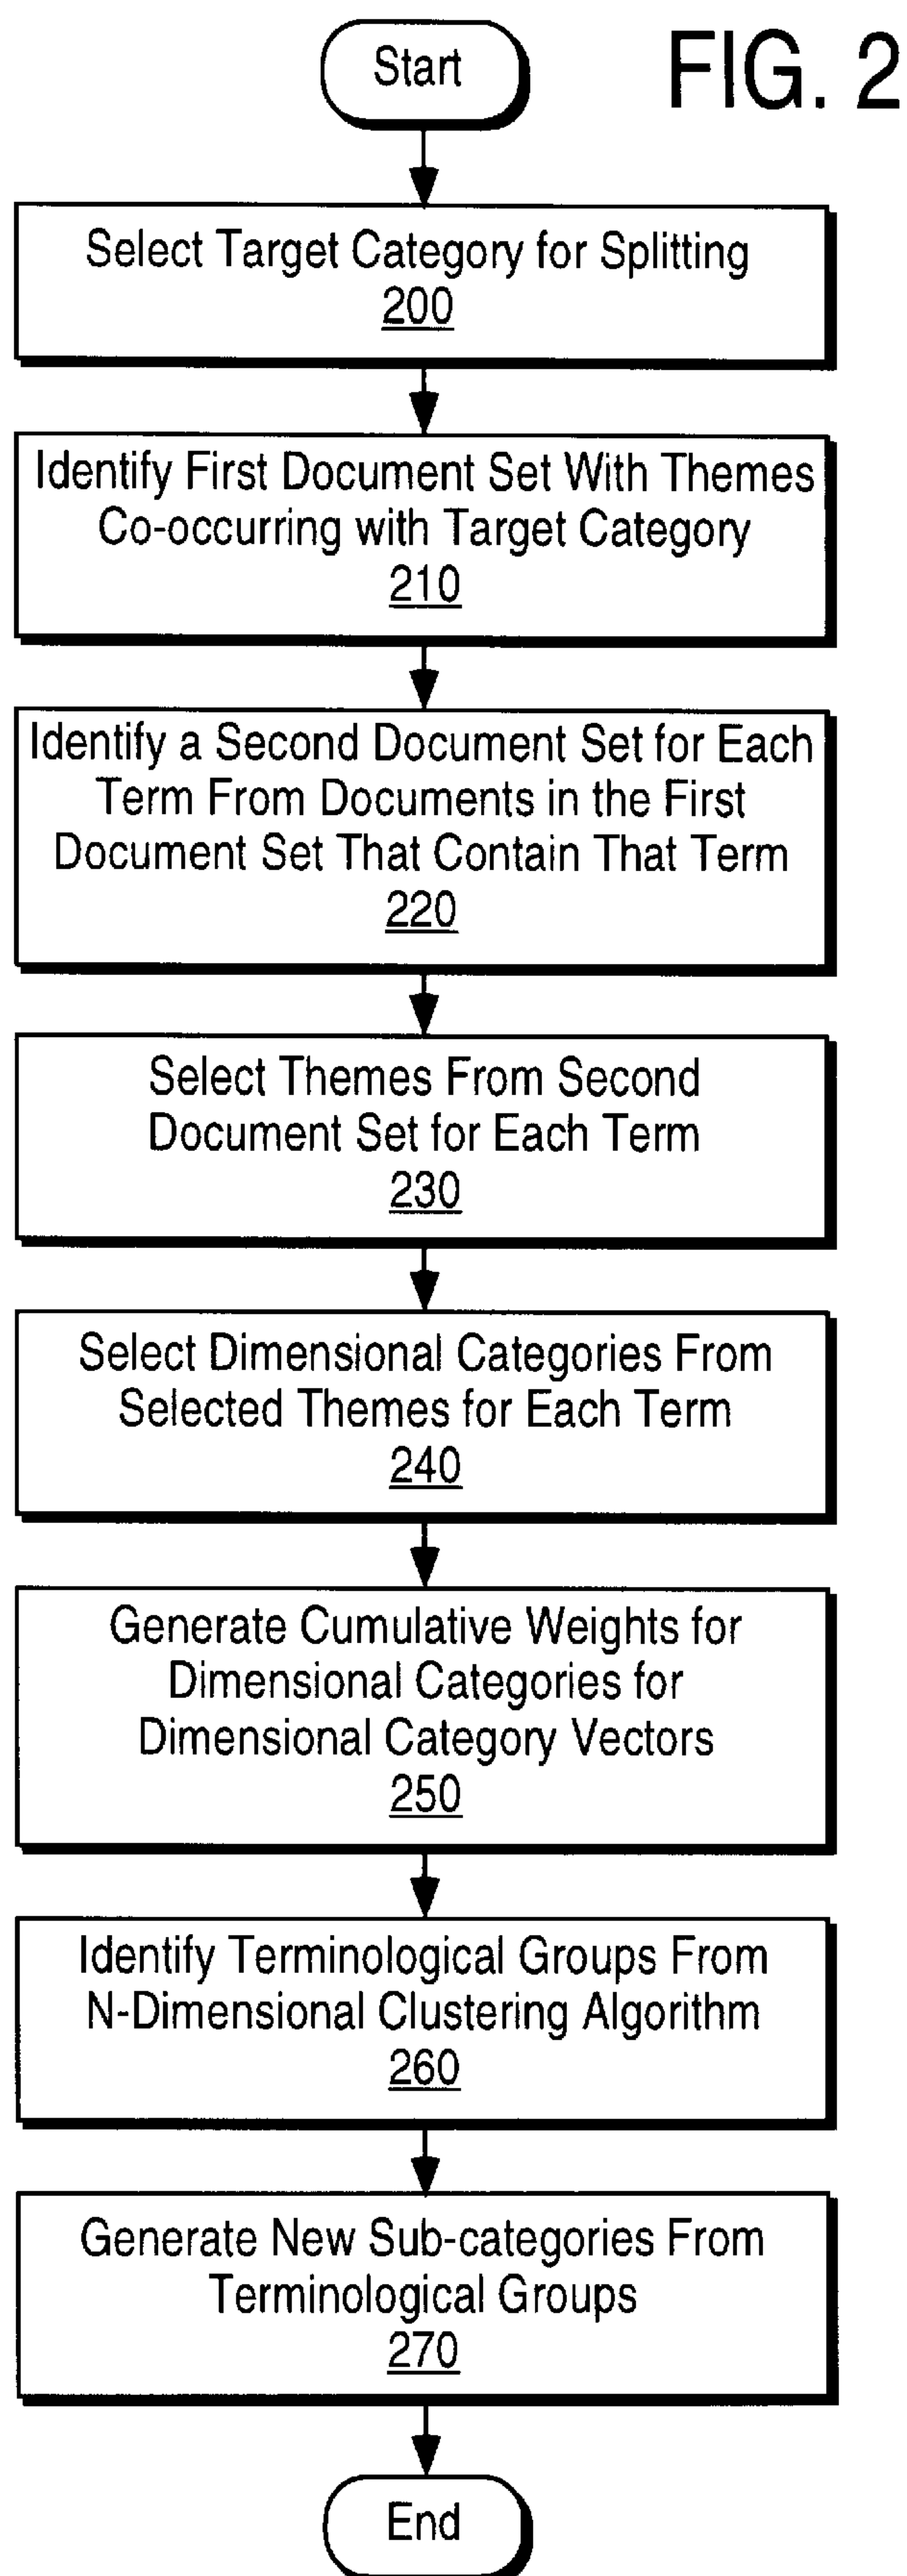 Start
FIG. 2
Select Target Category for Splitting
200
Identify First Document Set With Themes
Co-occurring with Target Category
210
Identify a Second Document Set for Each
Term From Documents in the First
Document Set That Contain That Term
220
Select Themes From Second
Document Set for Each Term
230
Select Dimensional Categories From
Selected Themes for Each Term
240
Generate Cumulative Weights for
Dimensional Categories for
Dimensional Category Vectors
250
Identify Terminological Groups From
N-Dimensional Clustering Algorithm
260
Generate New Sub-categories From
Terminological Groups
270
End